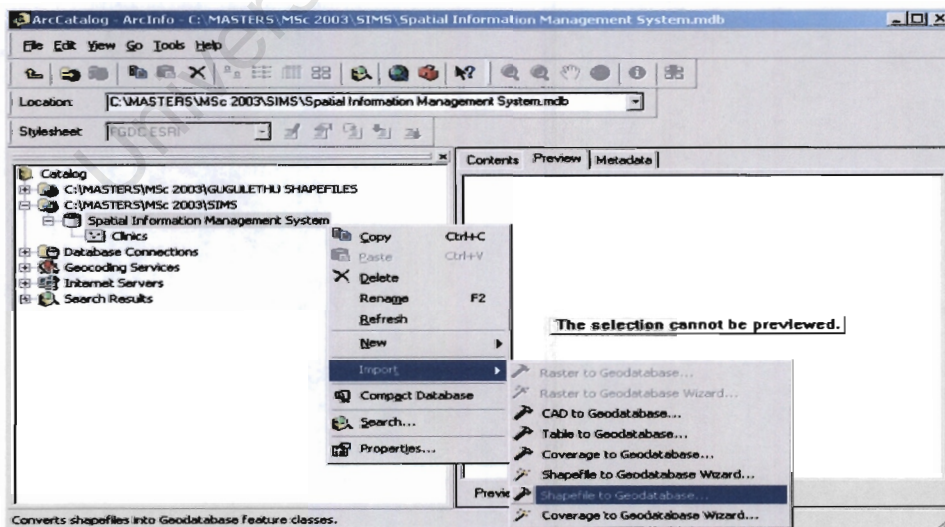 ArcCatalog - ArcInfo - C:\MASTERS\MSc 2003\SIMS\Spatial Information Management System.mdb
File Edit View Go Tools Help
Location: C:\MASTERS\MSc 2003\SIMS\Spatial Information Management System.mdb
Stylesheet: FGDC ESRI
Contents Preview Metadata
Catalog
C:\MASTERS\MSc 2003\GUGULETHU SHAPEFILES
C:\MASTERS\MSc 2003\SIMS
Spatial Information Management System
Clinics
Database Connections
Geocoding Services
Internet Servers
Search Results
Copy Ctrl+C
Paste Ctrl+V
Delete
Rename F2
Refresh
New
Import
Compact Database
Search...
Properties...
The selection cannot be previewed.
Raster to Geodatabase...
Raster to Geodatabase Wizard...
CAD to Geodatabase...
Table to Geodatabase...
Coverage to Geodatabase...
Shapefile to Geodatabase Wizard...
Shapefile to Geodatabase...
Coverage to Geodatabase Wizard...
Converts shapefiles into Geodatabase feature classes.